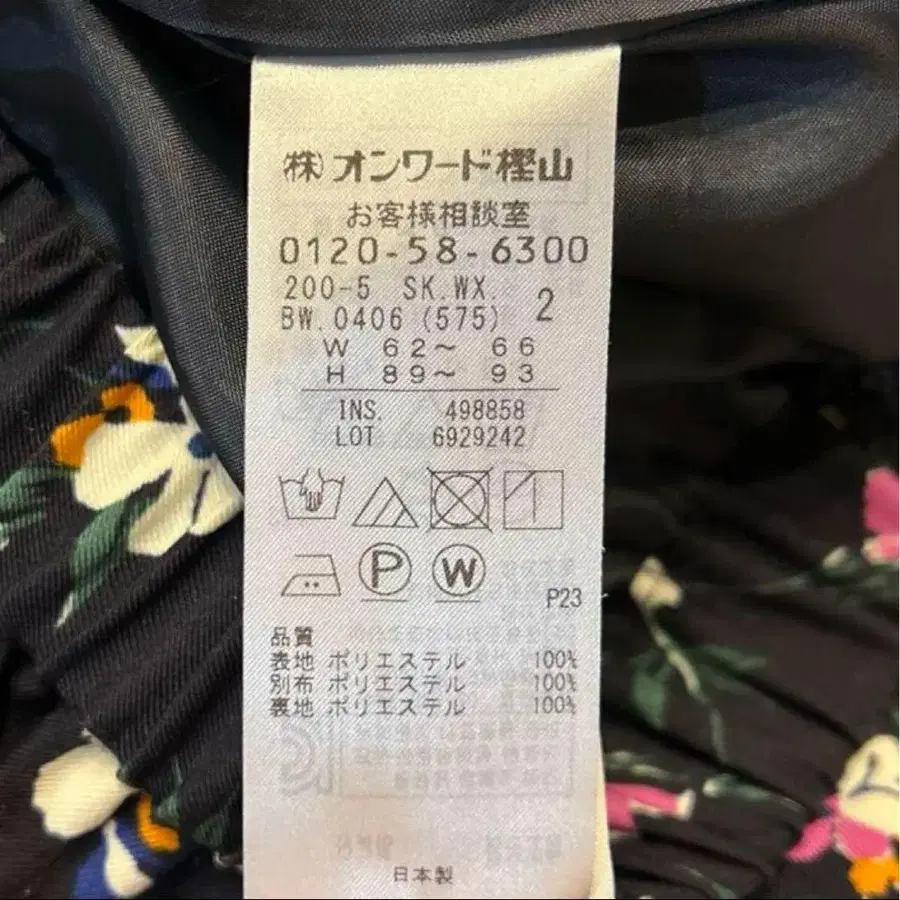 (株)オンワード樫山
お客様相談室
0120-58-6300
200-5 SK.WX. 2
BW.0406 (575)
W 62〜 66
H 89〜 93
INS. 498858
LOT 6929242
P W
P23
品質
表地 ポリエステル 100%
別布 ポリエステル 100%
裏地 ポリエステル 100%
日本製